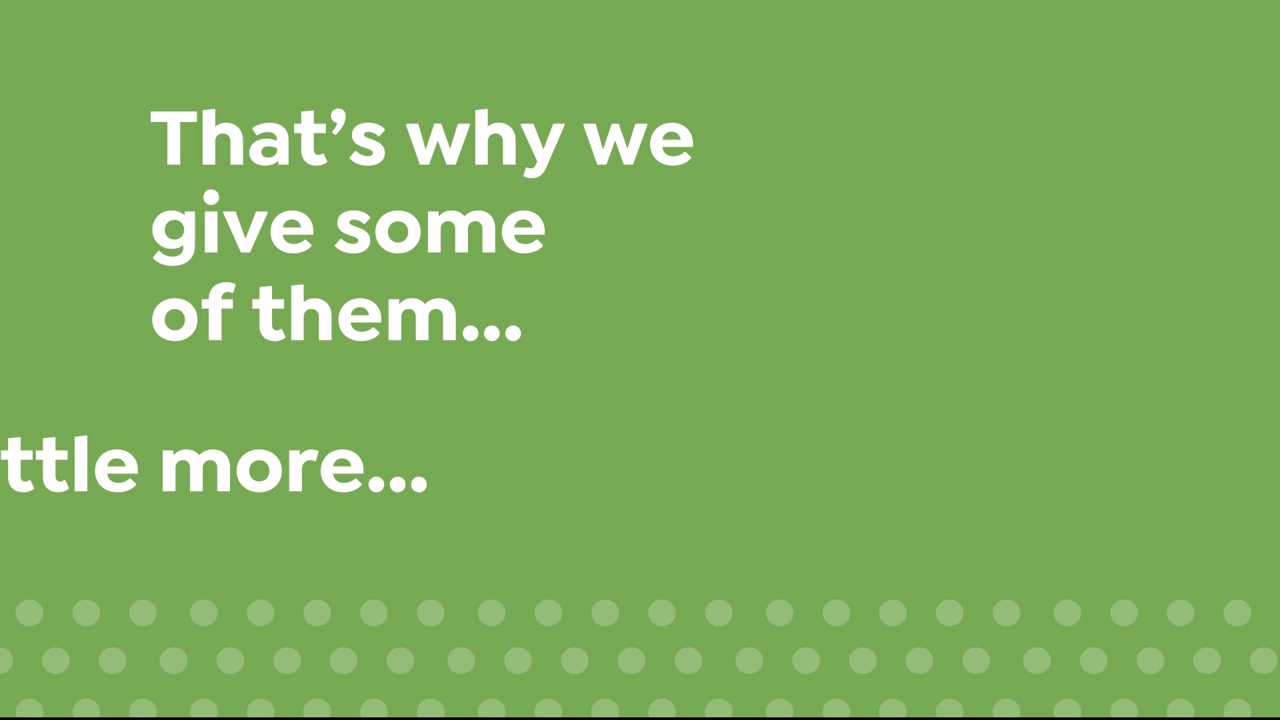 That’s why we
give some
of them...
ttle more...